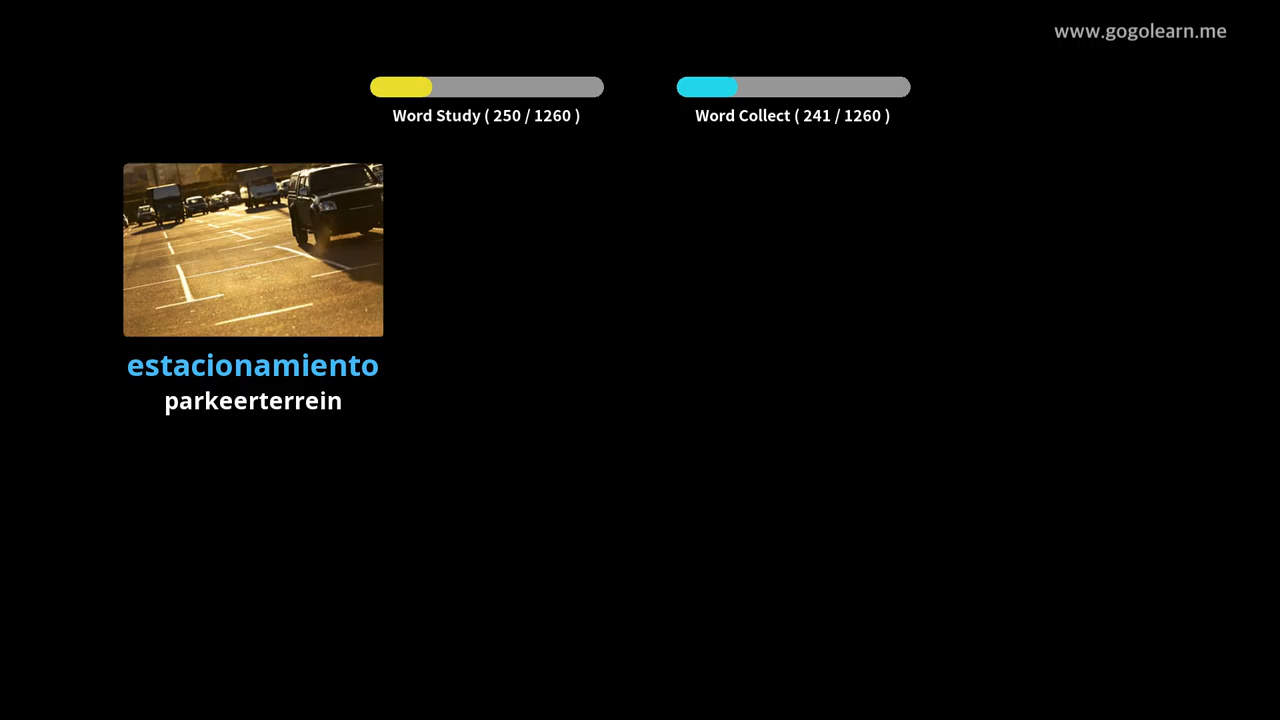 www.gogolearn.me
Word Study ( 250 / 1260 )
Word Collect ( 241 / 1260 )
estacionamiento
parkeerterrein